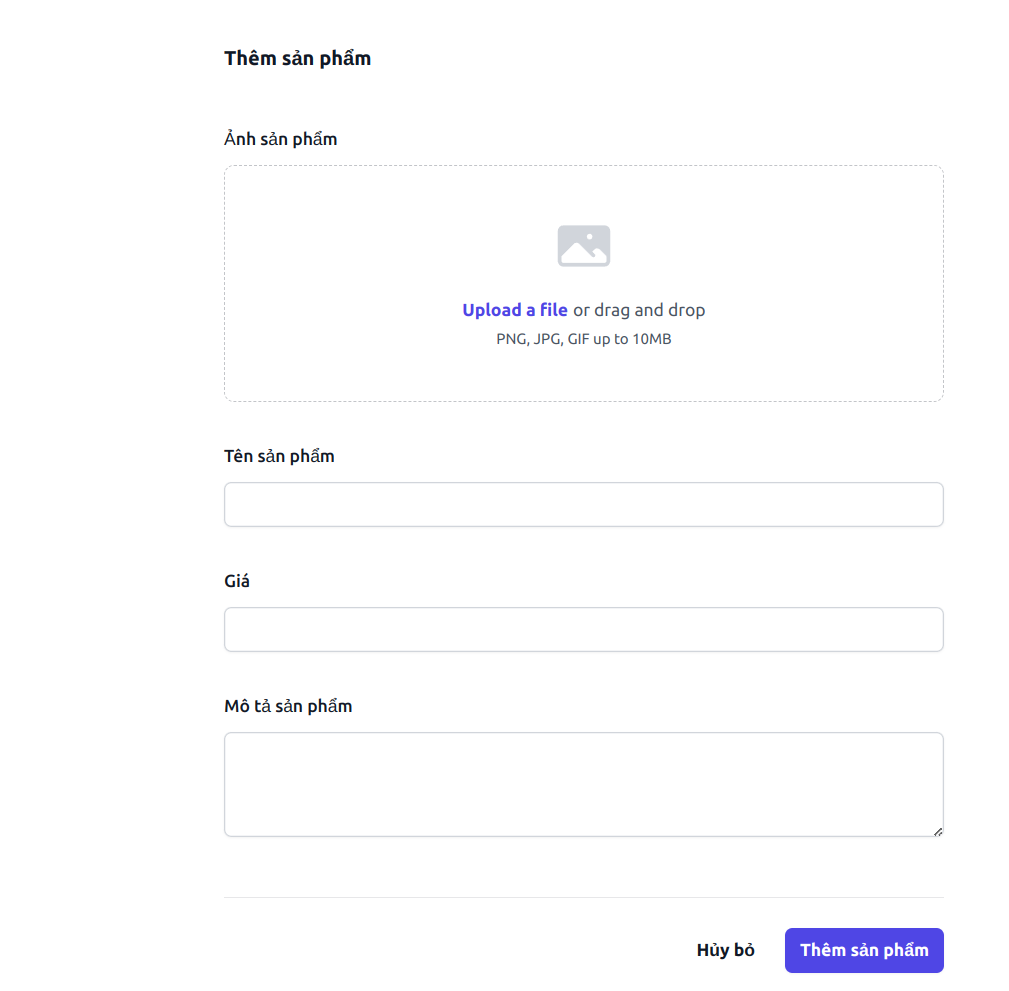 Thêm sản phẩm
Ảnh sản phẩm
Upload a file or drag and drop
PNG, JPG, GIF up to 10MB
Tên sản phẩm
Giá
Mô tả sản phẩm
Hủy bỏ
Thêm sản phẩm